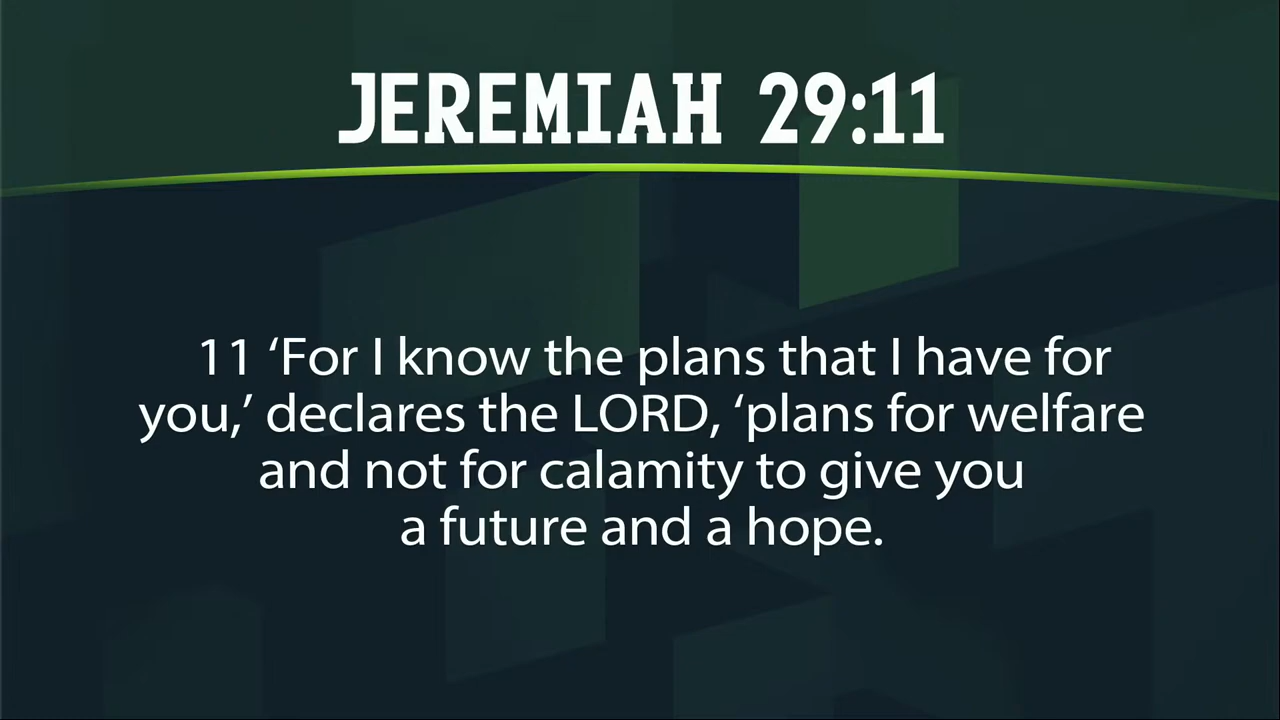 JEREMIAH 29:11
11 ‘For I know the plans that I have for
you,’ declares the LORD, ‘plans for welfare
and not for calamity to give you
a future and a hope.